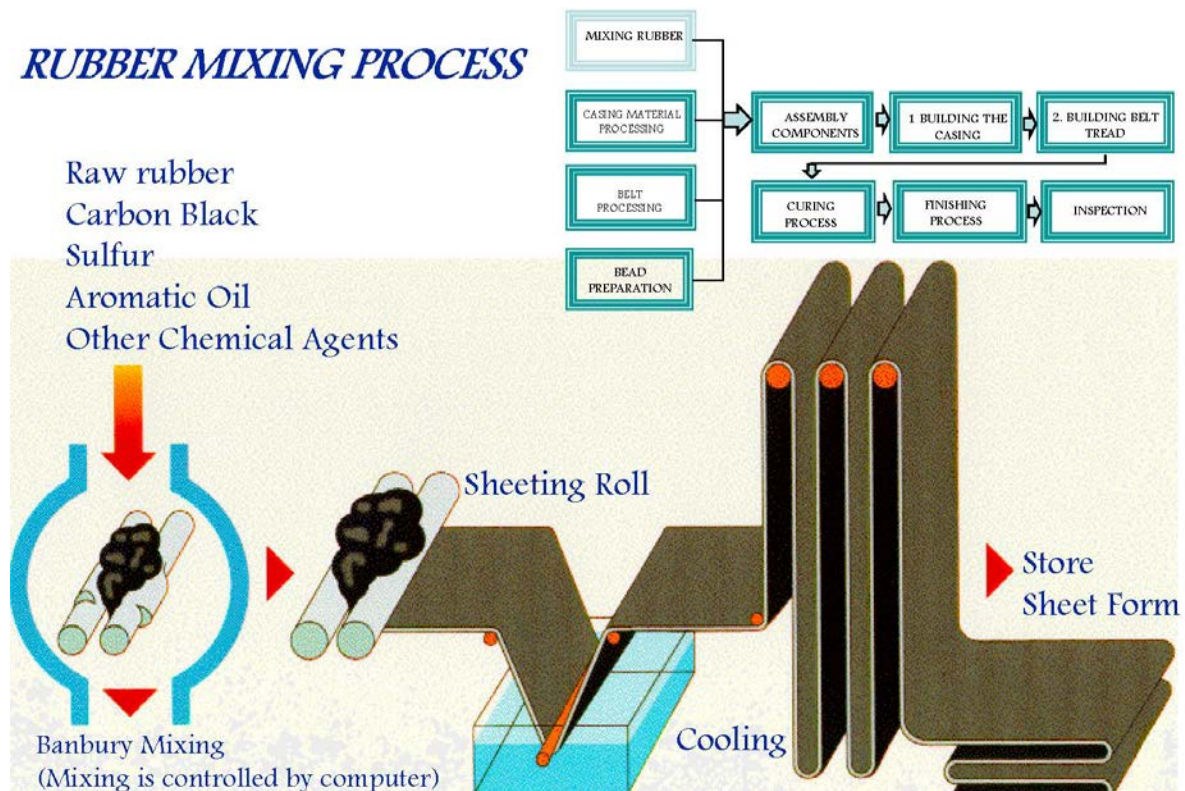 RUBBER MIXING PROCESS
MIXING RUBBER
CASING MATERIAL
PROCESSING
BELT
PROCESSING
BEAD
PREPARATION
ASSEMBLY
COMPONENTS
1 BUILDING THE
CASING
2. BUILDING BELT
TREAD
CURING
PROCESS
FINISHING
PROCESS
INSPECTION
Raw rubber
Carbon Black
Sulfur
Aromatic Oil
Other Chemical Agents
Sheeting Roll
Store
Sheet Form
Cooling
Banbury Mixing
(Mixing is controlled by computer)